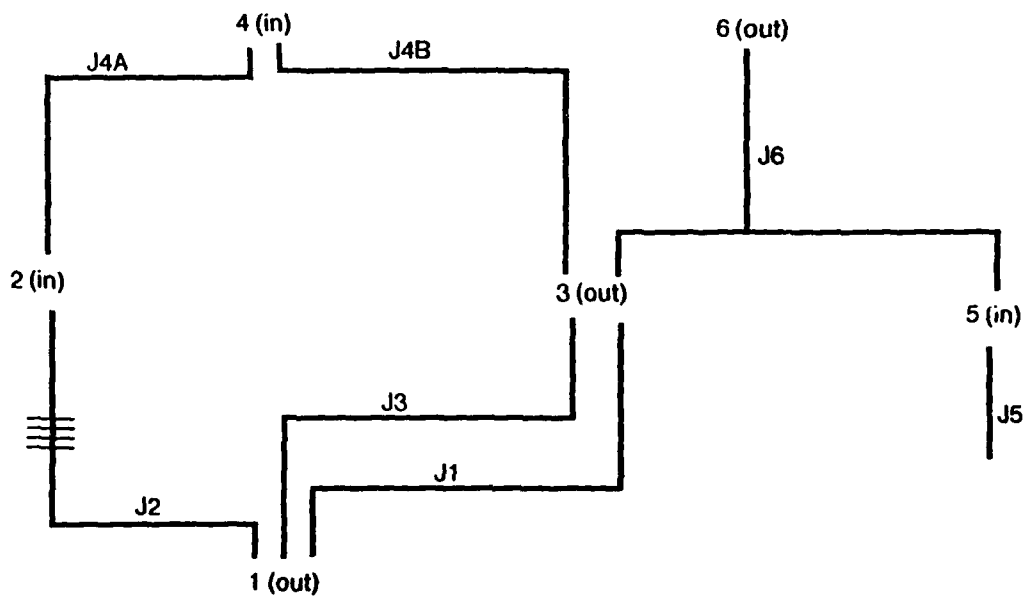 4 (in)
6 (out)
J4A
J4B
J6
2 (in)
3 (out)
5 (in)
J3
J5
J1
J2
1 (out)